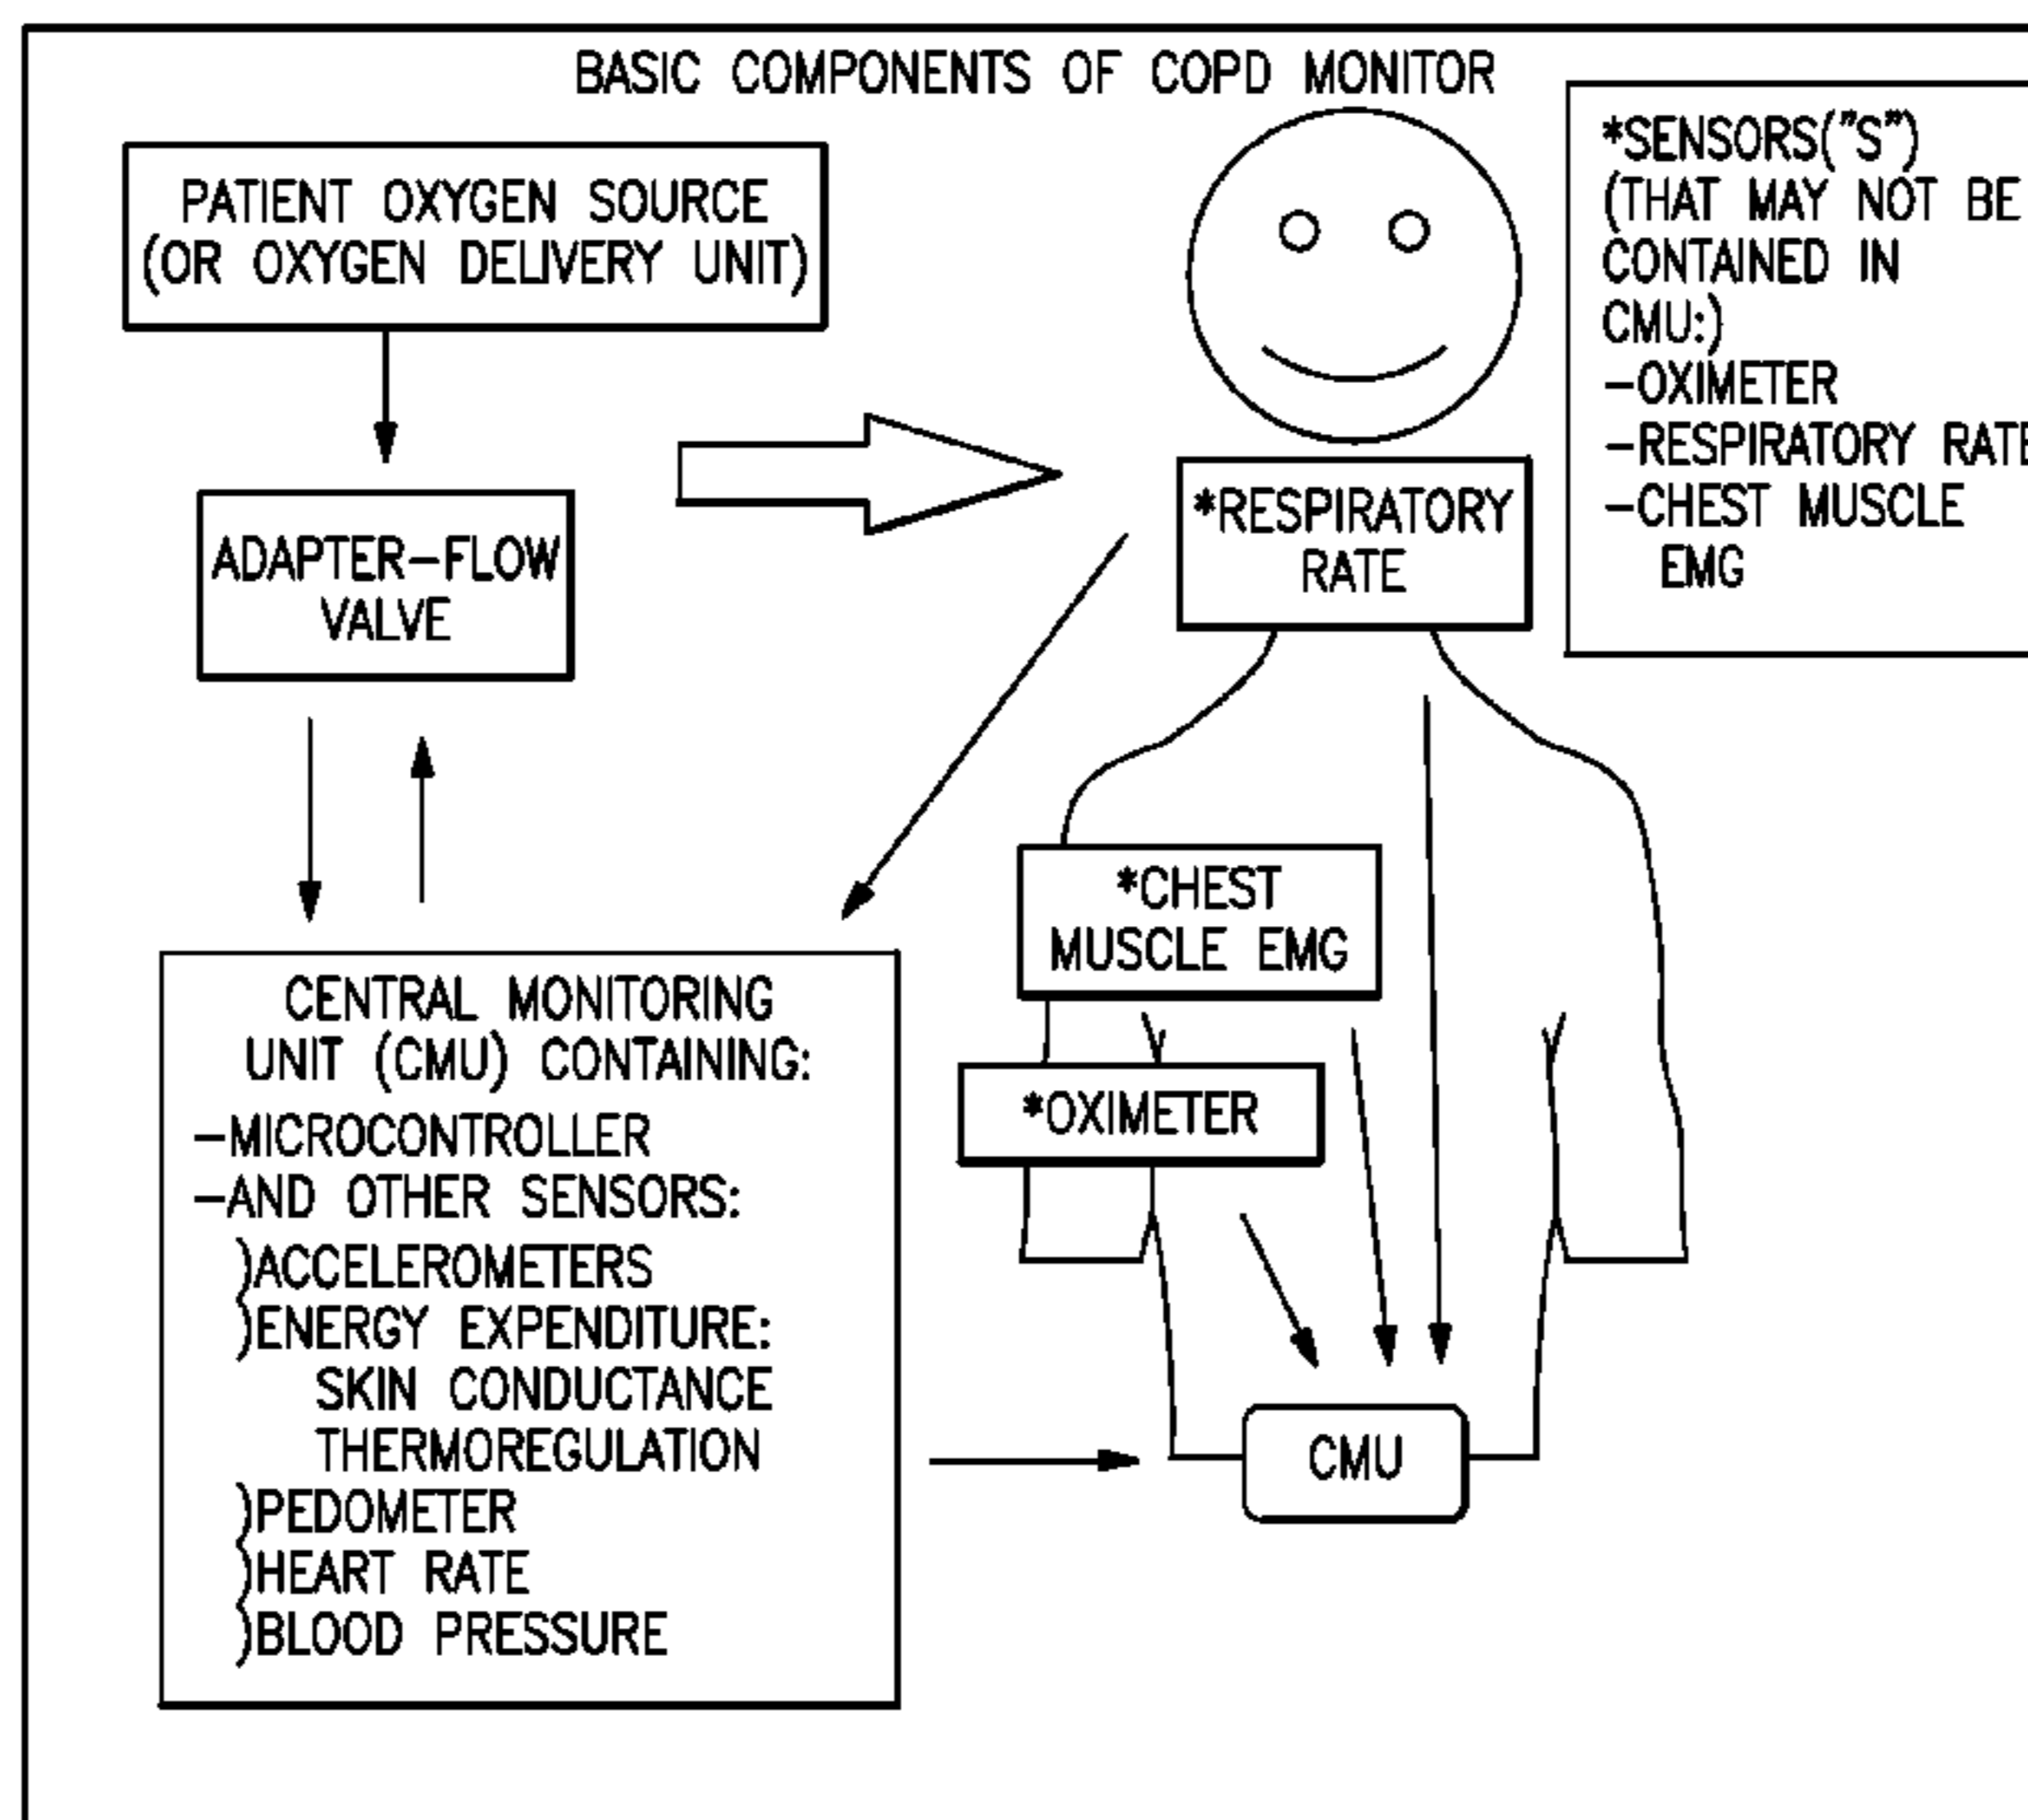 BASIC COMPONENTS OF COPD MONITOR
PATIENT OXYGEN SOURCE
(OR OXYGEN DELIVERY UNIT)
*SENSORS("S")
(THAT MAY NOT BE
CONTAINED IN
CMU:)
-OXIMETER
-RESPIRATORY RATE
-CHEST MUSCLE
EMG
ADAPTER-FLOW
VALVE
*RESPIRATORY
RATE
*CHEST
MUSCLE EMG
*OXIMETER
CENTRAL MONITORING
UNIT (CMU) CONTAINING:
-MICROCONTROLLER
-AND OTHER SENSORS:
)ACCELEROMETERS
)ENERGY EXPENDITURE:
SKIN CONDUCTANCE
THERMOREGULATION
)PEDOMETER
)HEART RATE
)BLOOD PRESSURE
CMU